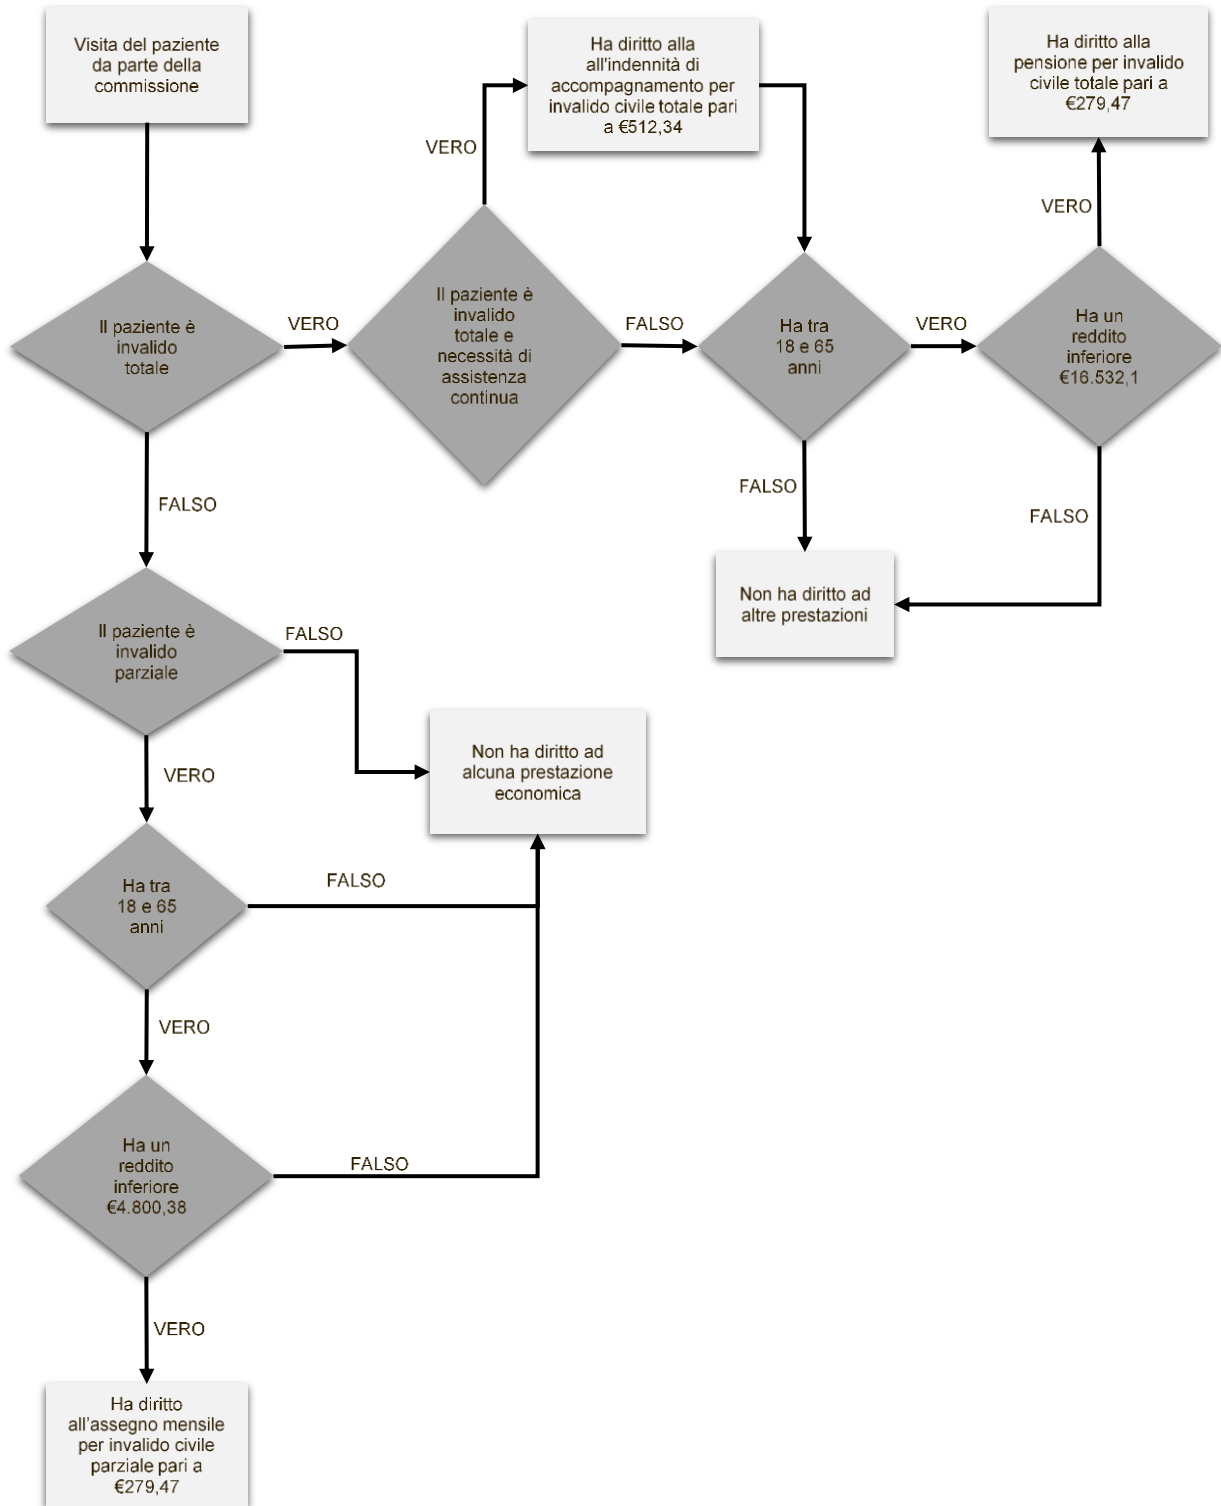 Visita del paziente
da parte della
commissione
Ha diritto alla
all'indennità di
accompagnamento per
invalido civile totale pari
a €512,34
Ha diritto alla
pensione per invalido
civile totale pari a
€279,47
VERO
VERO
Il paziente è
invalido
totale
VERO
Il paziente è
invalido
totale e
necessità di
assistenza
continua
FALSO
Ha tra
18 e 65
anni
VERO
Ha un
reddito
inferiore
€16.532,1
FALSO
FALSO
FALSO
Non ha diritto ad
altre prestazioni
Il paziente è
invalido
parziale
FALSO
Non ha diritto ad
alcuna prestazione
economica
VERO
Ha tra
18 e 65
anni
FALSO
VERO
Ha un
reddito
inferiore
€4.800,38
FALSO
VERO
Ha diritto
all'assegno mensile
per invalido civile
parziale pari a
€279,47